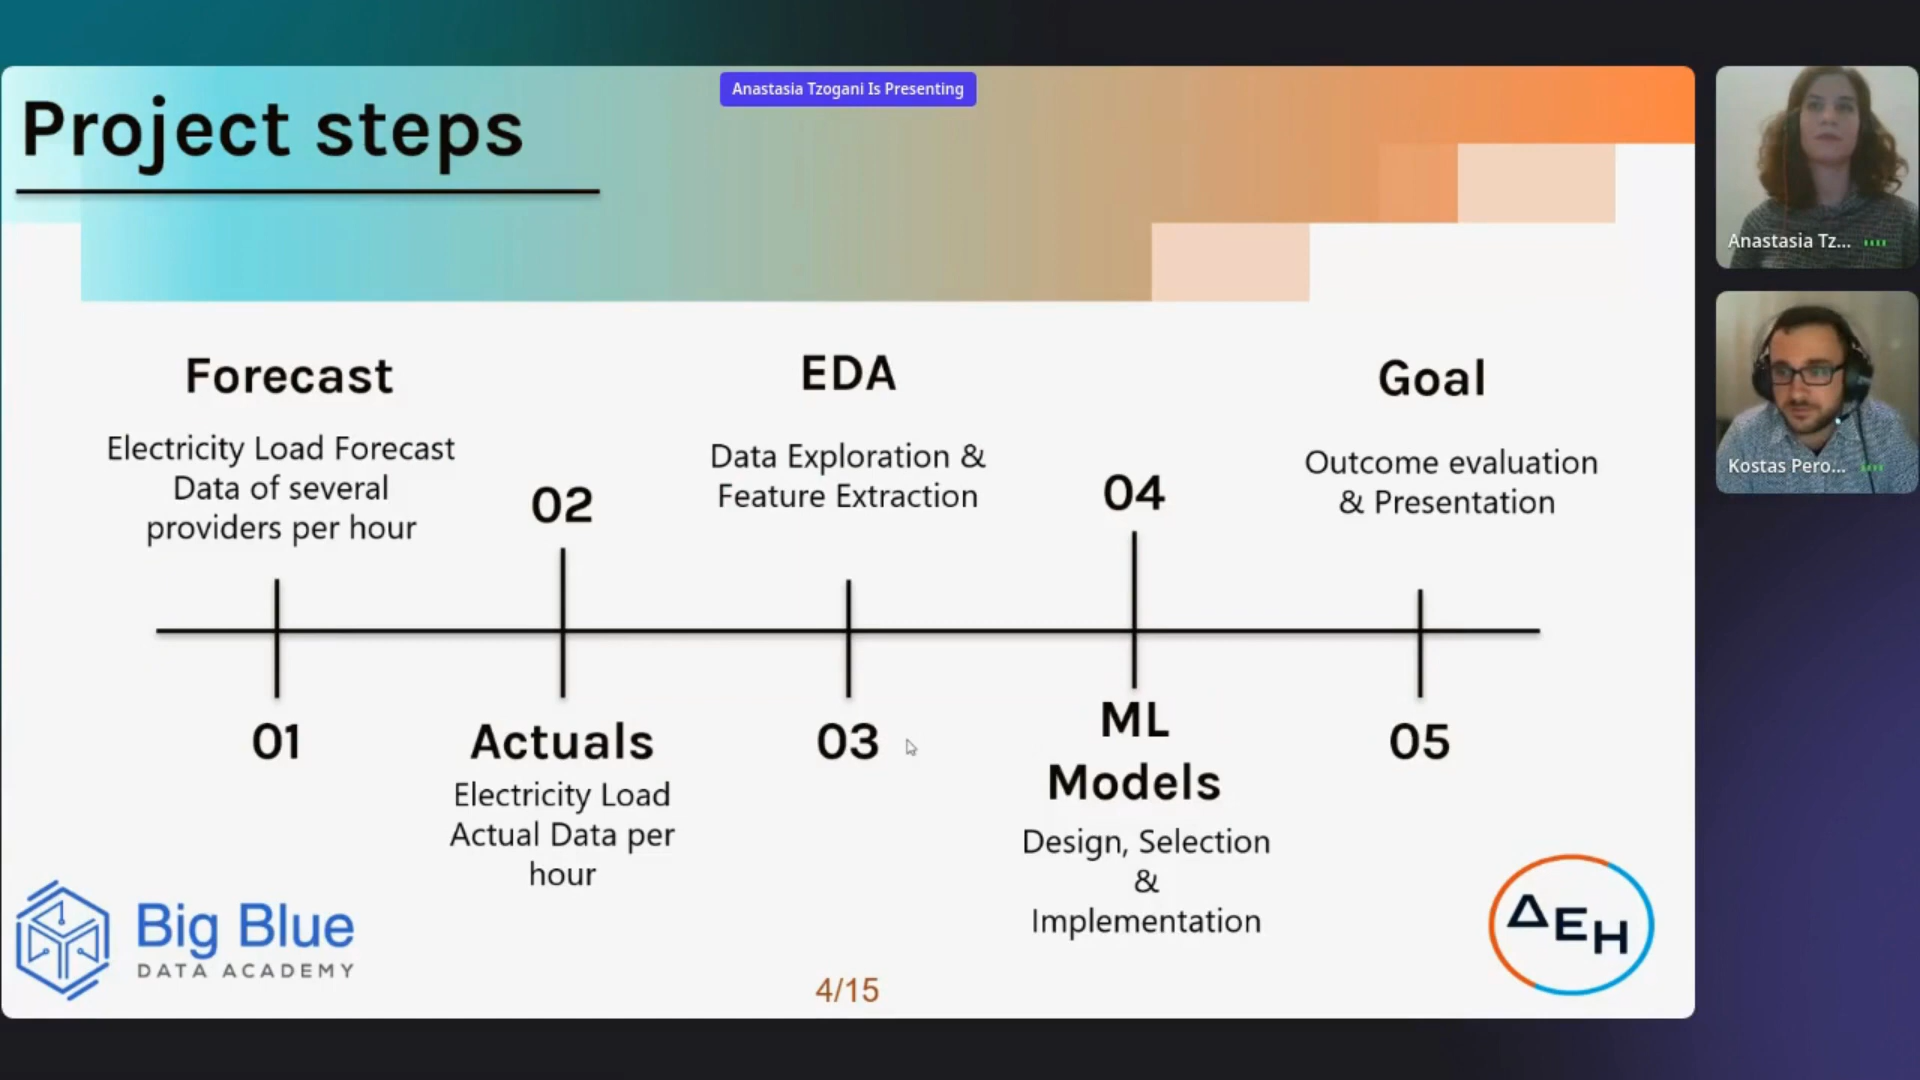 Anastasia Tzogani Is Presenting
Project steps
Forecast
Electricity Load Forecast
Data of several
providers per hour
01
02
Actuals
Electricity Load
Actual Data per
hour
EDA
Data Exploration &
Feature Extraction
03
04
ML
Models
Design, Selection
&
Implementation
Goal
Outcome evaluation
& Presentation
05
Big Blue
DATA ACADEMY
4/15
ΔΕΗ
Anastasia Tz...
Kostas Pero...